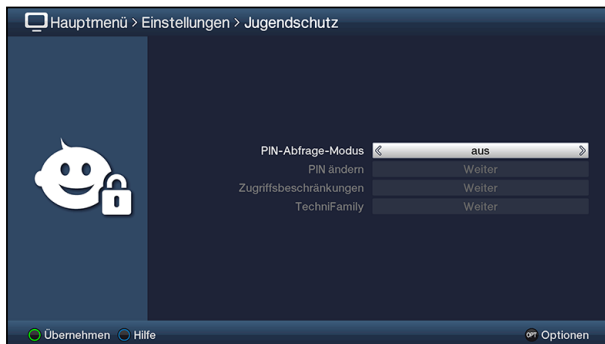 Hauptmenü > Einstellungen > Jugendschutz
PIN-Abfrage-Modus aus
PIN ändern Weiter
Zugriffsbeschränkungen Weiter
TechniFamily Weiter
Übernehmen Hilfe OPT Optionen